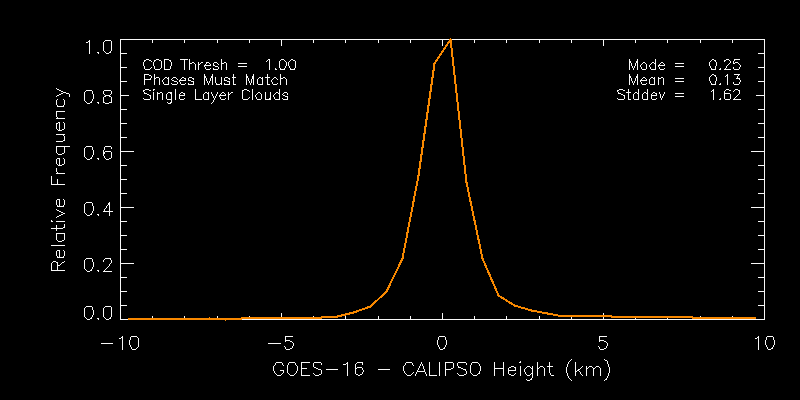 COD Thresh = 1.00
Phases Must Match
Single Layer Clouds
Mode = 0.25
Mean = 0.13
Stddev = 1.62
Relative Frequency
1.0
0.8
0.6
0.4
0.2
0.0
-10 -5 0 5 10
GOES-16 - CALIPSO Height (km)